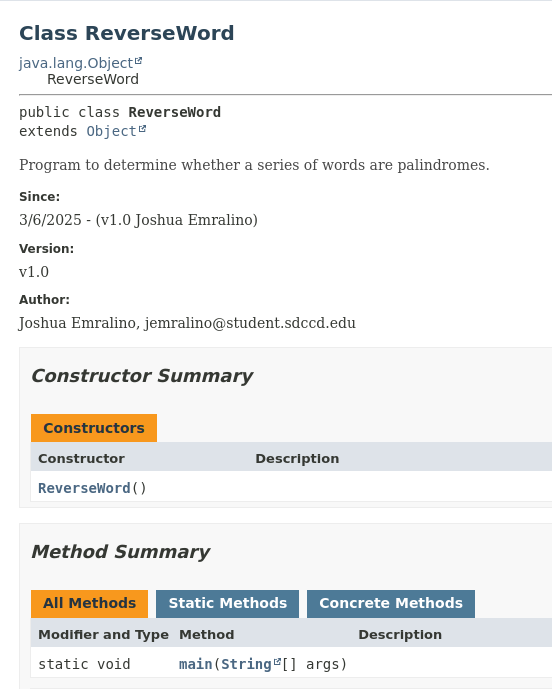 Class ReverseWord
java.lang.Object
ReverseWord
public class ReverseWord
extends Object
Program to determine whether a series of words are palindromes.
Since:
3/6/2025 - (v1.0 Joshua Emralino)
Version:
v1.0
Author:
Joshua Emralino, jemralino@student.sdccd.edu
Constructor Summary
Constructors
Constructor Description
ReverseWord()
Method Summary
All Methods Static Methods Concrete Methods
Modifier and Type Method Description
static void main(String[] args)